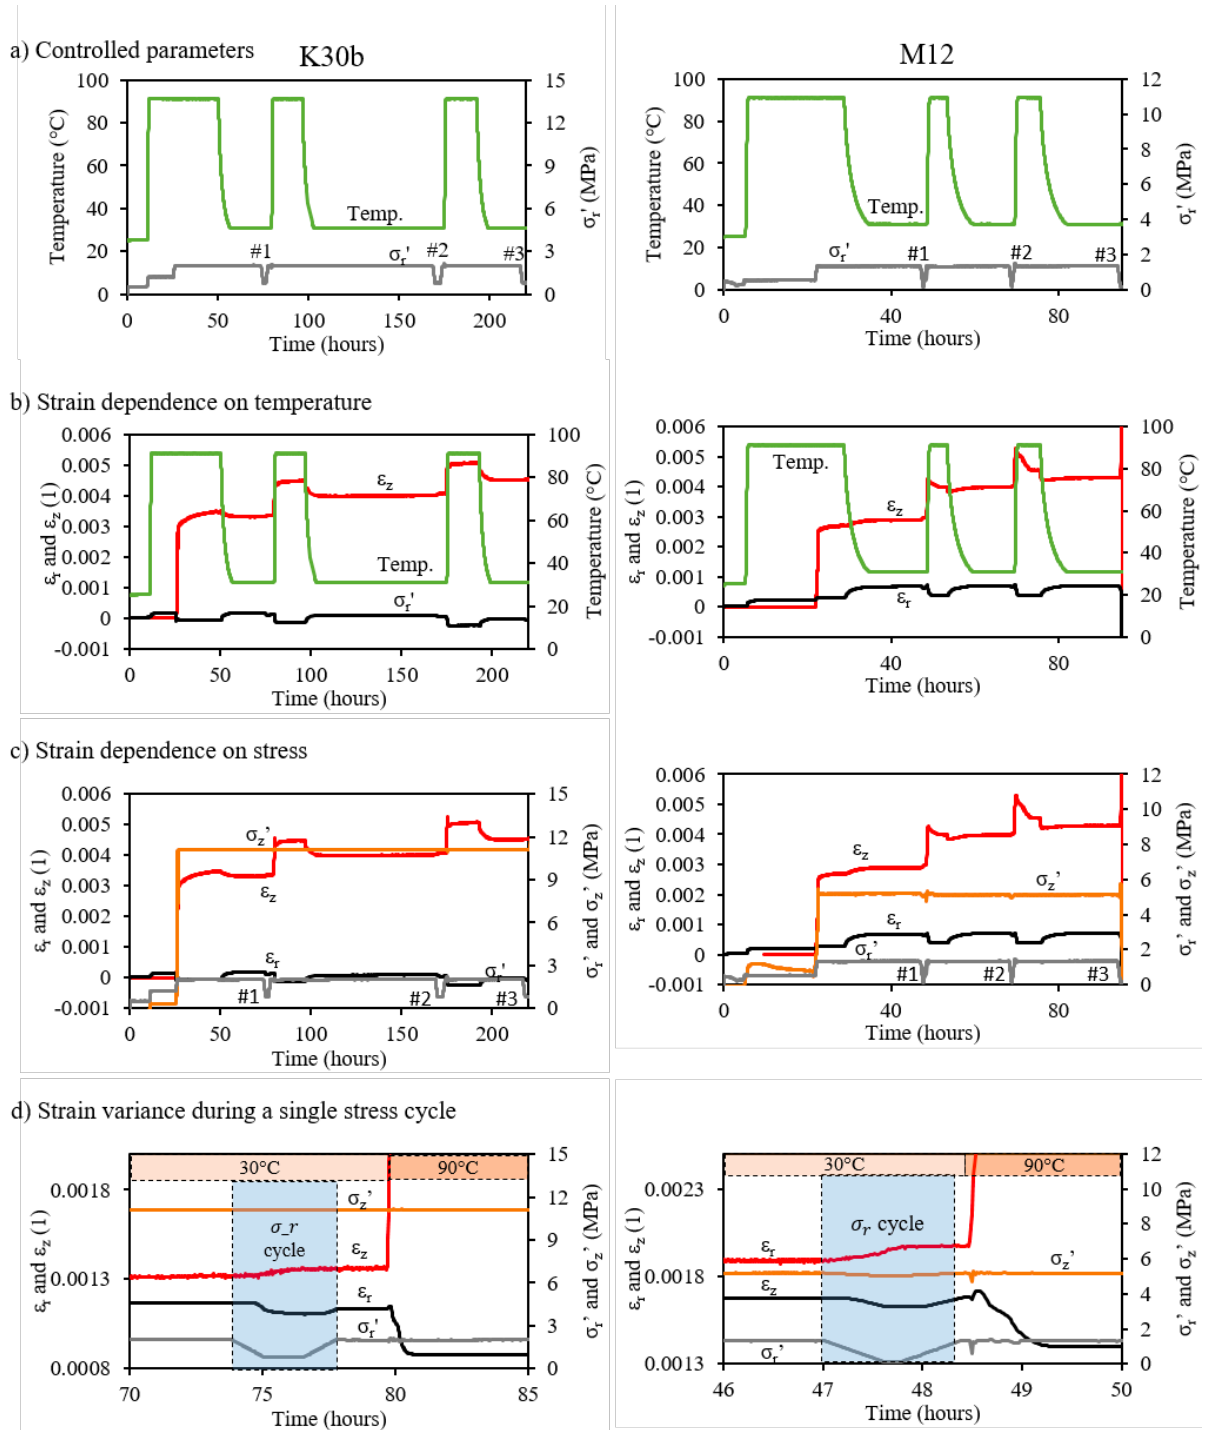 a) Controlled parameters
K30b
M12
100
80
60
40
20
0
Temperature (°C)
15
12
9
6
3
0
σr' (MPa)
Temp.
#1
σr'
#2
#3
0
50
100
150
200
Time (hours)
100
80
60
40
20
0
Temperature (°C)
12
10
8
6
4
2
0
σr' (MPa)
Temp.
σr'
#1
#2
#3
0
40
80
Time (hours)
b) Strain dependence on temperature
0.006
0.005
0.004
0.003
0.002
0.001
0
-0.001
εr and εz (1)
100
80
60
40
20
0
Temperature (°C)
εz
Temp.
σr'
0
50
100
150
200
Time (hours)
0.006
0.005
0.004
0.003
0.002
0.001
0
-0.001
εr and εz (1)
100
80
60
40
20
0
Temperature (°C)
Temp.
εz
εr
0
40
80
Time (hours)
c) Strain dependence on stress
0.006
0.005
0.004
0.003
0.002
0.001
0
-0.001
εr and εz (1)
15
12
9
6
3
0
σr' and σz' (MPa)
σz'
εz
εr
σr'
#1
#2
#3
0
50
100
150
200
Time (hours)
0.006
0.005
0.004
0.003
0.002
0.001
0
-0.001
εr and εz (1)
12
10
8
6
4
2
0
σr' and σz' (MPa)
εz
σz'
εr
σr'
#1
#2
#3
0
40
80
Time (hours)
d) Strain variance during a single stress cycle
0.0018
0.0013
0.0008
εr and εz (1)
15
12
9
6
3
0
σr' and σz' (MPa)
30°C
90°C
σz'
σ_r
cycle
εz
εr
σr'
70
75
80
85
Time (hours)
0.0023
0.0018
0.0013
εr and εz (1)
12
10
8
6
4
2
0
σr' and σz' (MPa)
30°C
90°C
σr cycle
εr
σz'
εz
σr'
46
47
48
49
50
Time (hours)